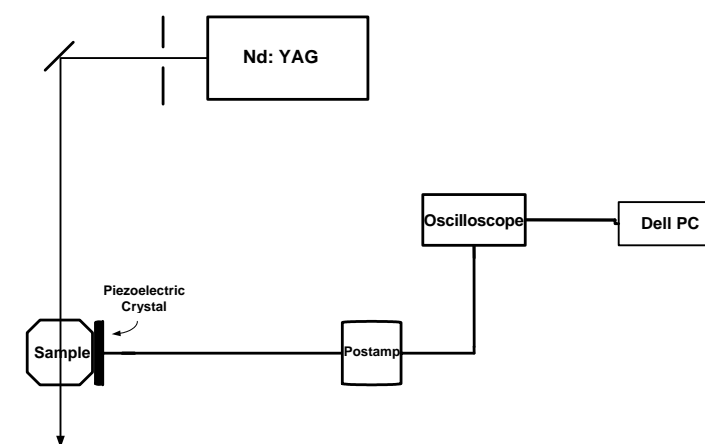 Nd: YAG
Oscilloscope
Dell PC
Piezoelectric
Crystal
Sample
Postamp